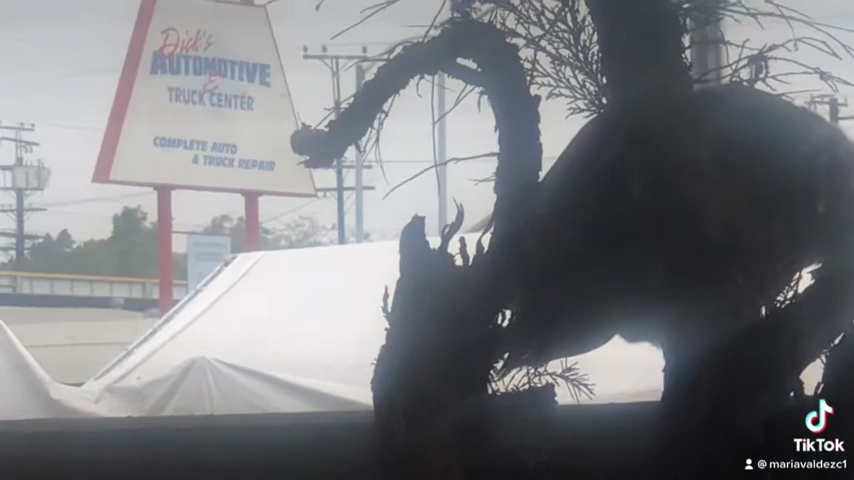 Dick's
AUTOMOTIVE
&
TRUCK CENTER
COMPLETE AUTO
& TRUCK REPAIR
TikTok
@ mariavaldezc1